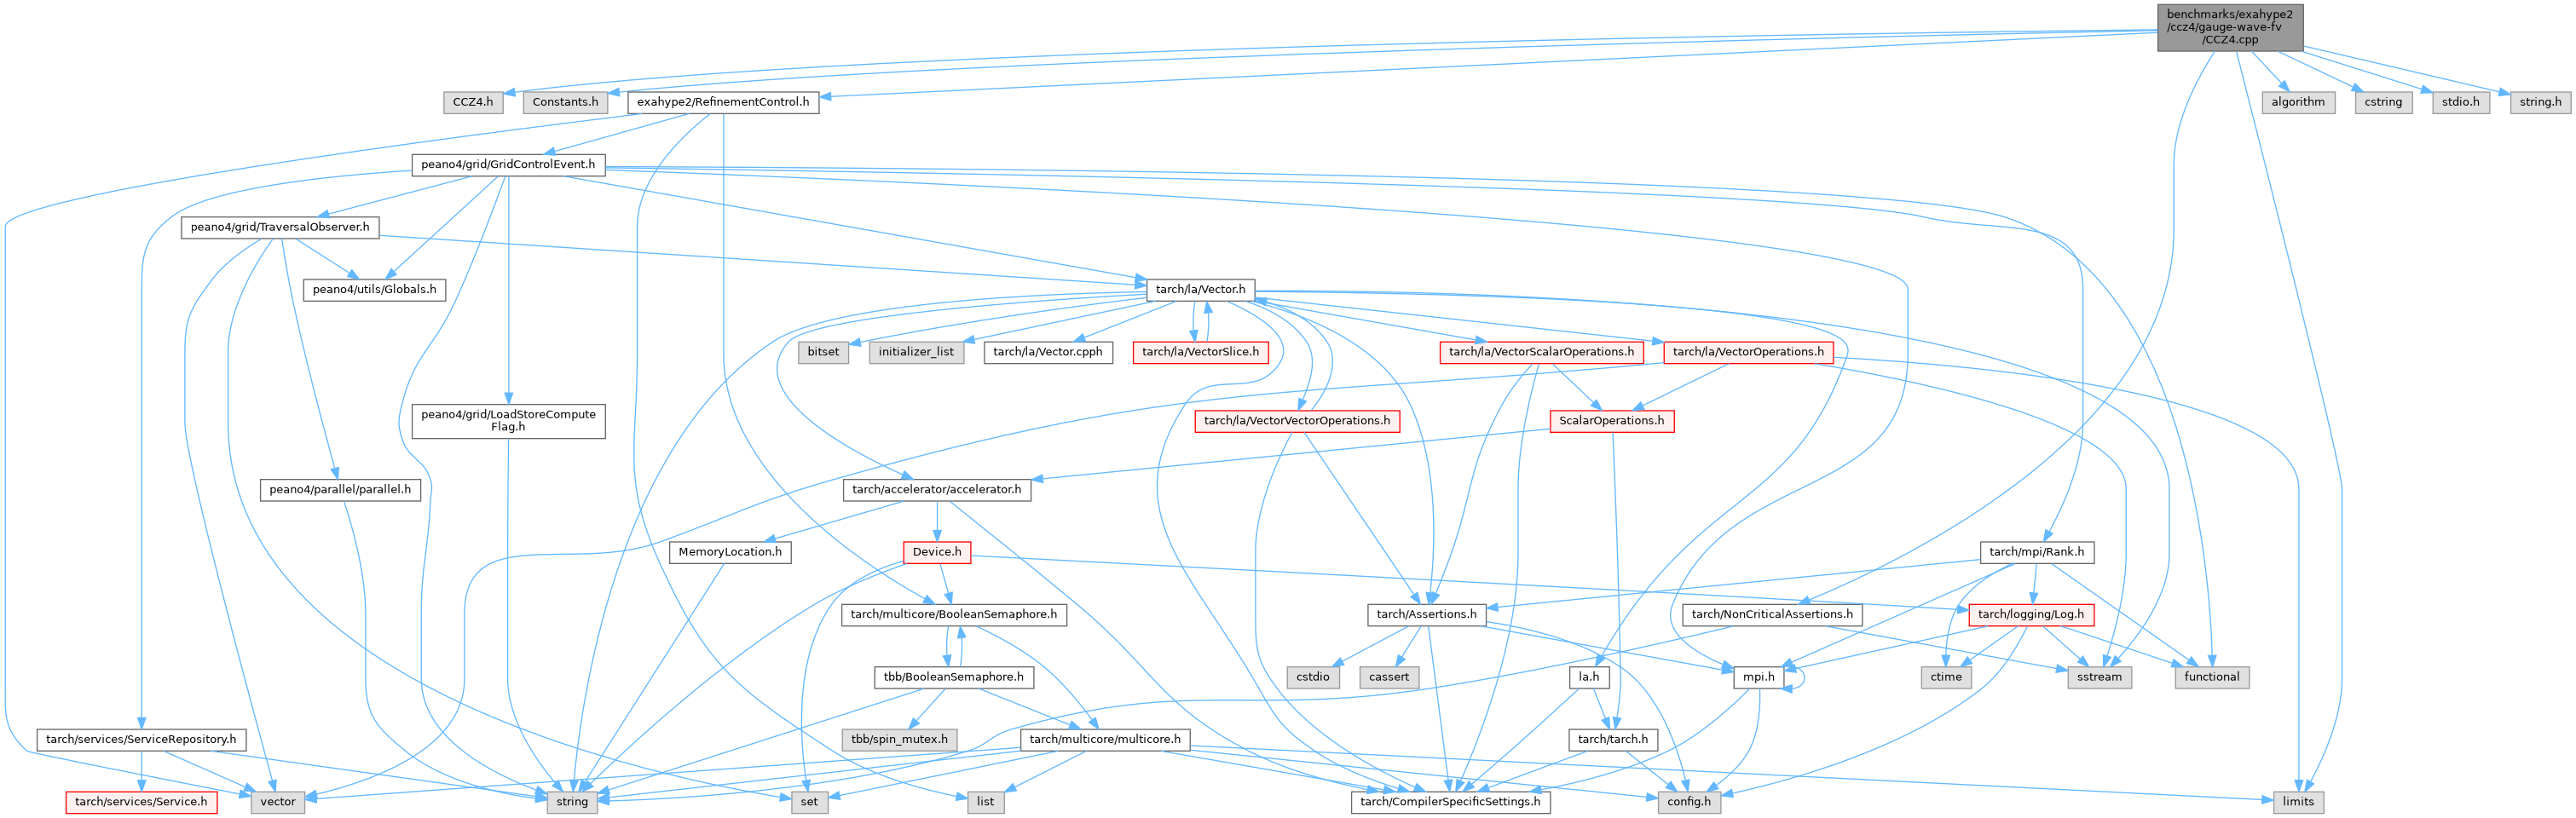 benchmarks/exahype2
/ccz4/gauge-wave-fv
/CCZ4.cpp
CCZ4.h
Constants.h
exahype2/RefinementControl.h
algorithm
cstring
stdio.h
string.h
peano4/grid/GridControlEvent.h
peano4/grid/TraversalObserver.h
peano4/utils/Globals.h
tarch/la/Vector.h
bitset
initializer_list
tarch/la/Vector.cpph
tarch/la/VectorSlice.h
tarch/la/VectorScalarOperations.h
tarch/la/VectorOperations.h
peano4/grid/LoadStoreCompute
Flag.h
tarch/la/VectorVectorOperations.h
ScalarOperations.h
peano4/parallel/parallel.h
tarch/accelerator/accelerator.h
MemoryLocation.h
Device.h
tarch/mpi/Rank.h
tarch/multicore/BooleanSemaphore.h
tarch/Assertions.h
tarch/NonCriticalAssertions.h
tarch/logging/Log.h
tbb/BooleanSemaphore.h
cstdio
cassert
la.h
mpi.h
ctime
sstream
functional
tarch/services/ServiceRepository.h
tbb/spin_mutex.h
tarch/multicore/multicore.h
tarch/tarch.h
tarch/services/Service.h
vector
string
set
list
tarch/CompilerSpecificSettings.h
config.h
limits